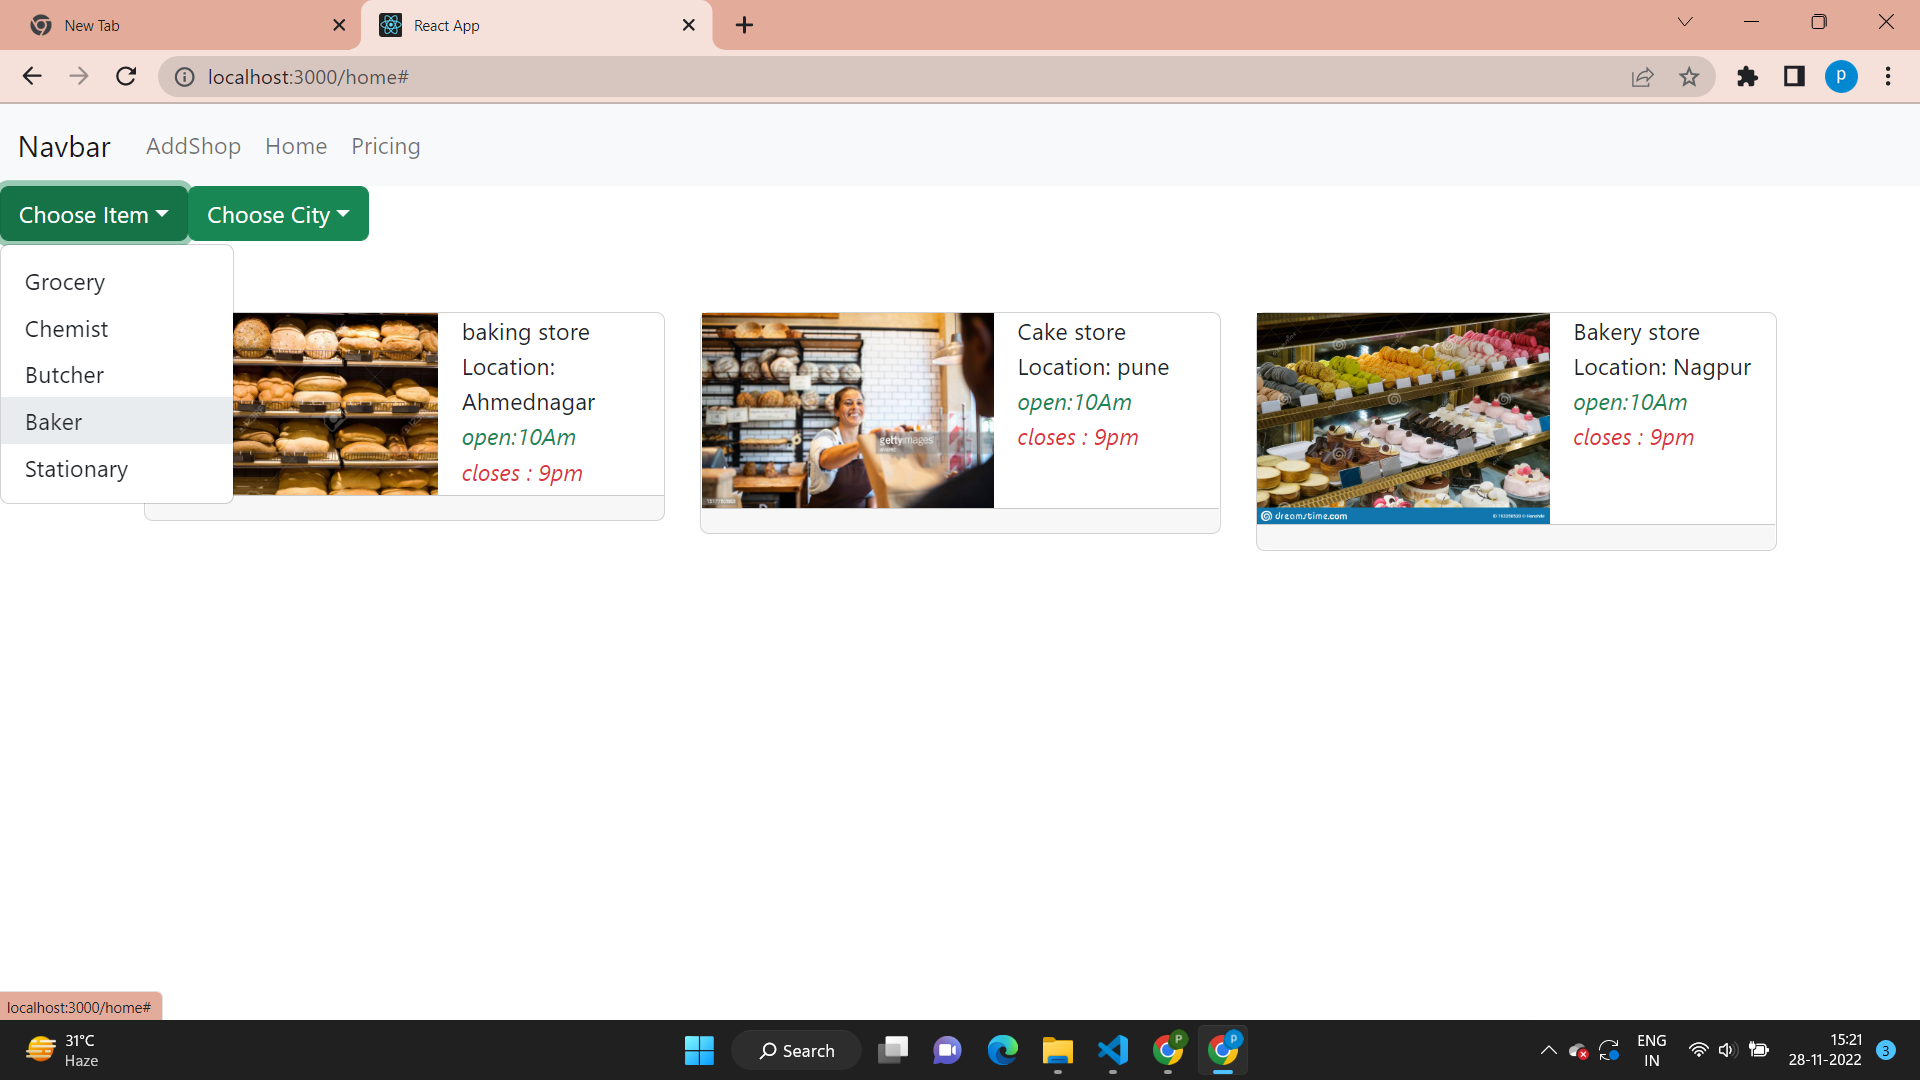 New Tab
React App
localhost:3000/home#
P
Navbar
AddShop
Home
Pricing
Choose Item
Choose City
Grocery
Chemist
Butcher
Baker
Stationary
baking store
Location:
Ahmednagar
open:10Am
closes : 9pm
Cake store
Location: pune
open:10Am
closes : 9pm
gettyimages
Bakery store
Location: Nagpur
open:10Am
closes : 9pm
dreamstime.com
localhost:3000/home#
31°C
Haze
Search
P
P
ENG
IN
15:21
28-11-2022
3